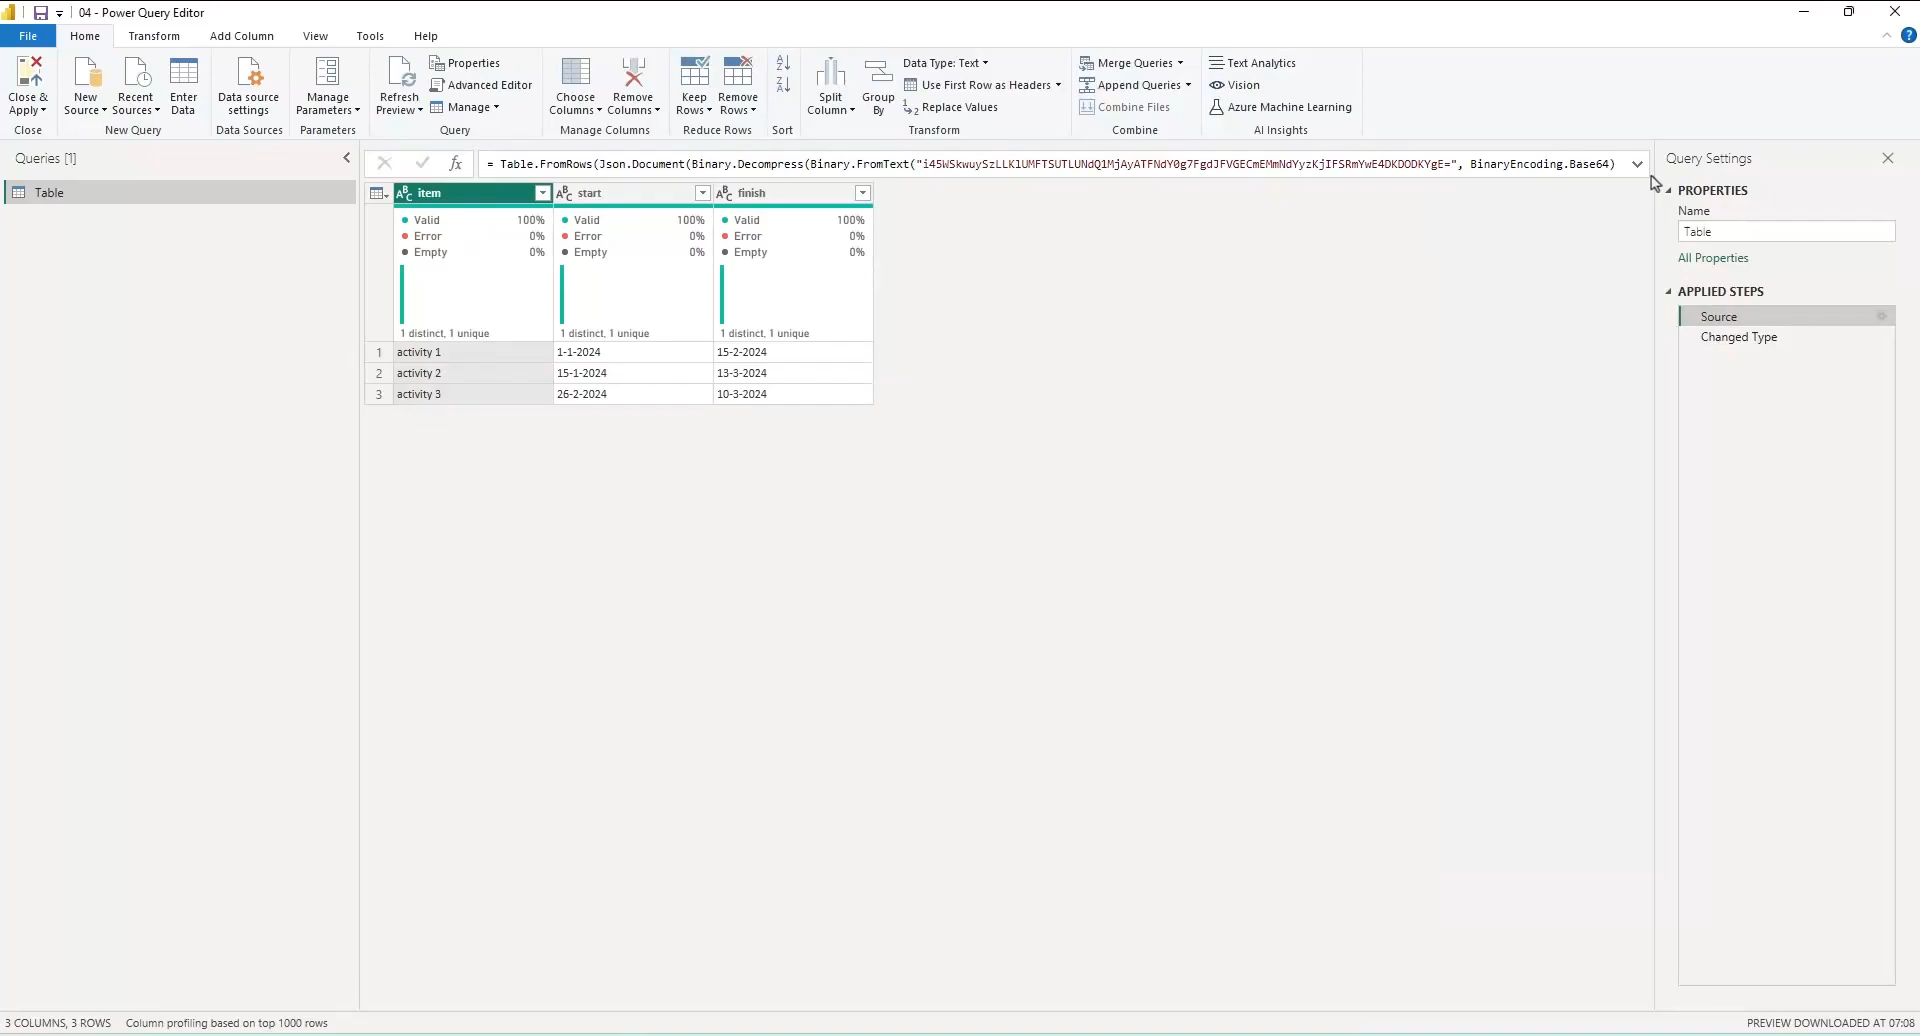 04 - Power Query Editor
File Home Transform Add Column View Tools Help
Close & Apply
Close
New Source
Recent Sources
Enter Data
New Query
Data source settings
Data Sources
Manage Parameters
Parameters
Refresh Preview
Properties
Advanced Editor
Manage
Query
Choose Columns
Remove Columns
Manage Columns
Keep Rows
Remove Rows
Reduce Rows
Sort
Split Column
Group By
Data Type: Text
Use First Row as Headers
Replace Values
Transform
Merge Queries
Append Queries
Combine Files
Combine
Text Analytics
Vision
Azure Machine Learning
AI Insights
Queries [1]
Table
fx = Table.FromRows(Json.Document(Binary.Decompress(Binary.FromText("i45WSkwuySzLLKlUMFTSUTLUNdQ1MjAyATFNdY0g7FgdJFVGECmEMmNdYyzKjIFSRmYwE4DKDODKYgE=", BinaryEncoding.Base64)
item start finish
Valid 100% Valid 100% Valid 100%
Error 0% Error 0% Error 0%
Empty 0% Empty 0% Empty 0%
1 distinct, 1 unique 1 distinct, 1 unique 1 distinct, 1 unique
1 activity 1 1-1-2024 15-2-2024
2 activity 2 15-1-2024 13-3-2024
3 activity 3 26-2-2024 10-3-2024
Query Settings
PROPERTIES
Name
Table
All Properties
APPLIED STEPS
Source
Changed Type
3 COLUMNS, 3 ROWS Column profiling based on top 1000 rows
PREVIEW DOWNLOADED AT 07:08